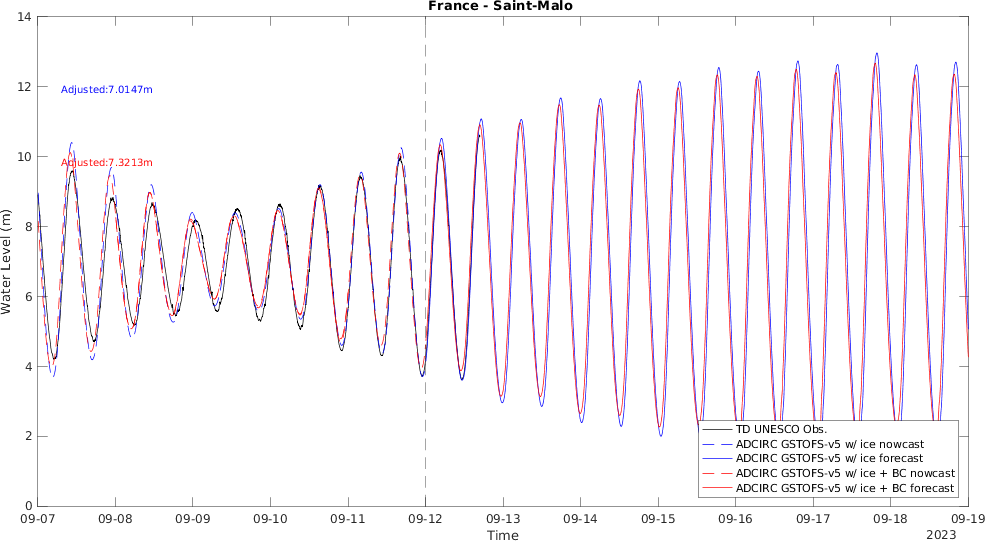 France - Saint-Malo
14
12
10
8
6
4
2
0
Water Level (m)
Adjusted:7.0147m
Adjusted:7.3213m
TD UNESCO Obs.
ADCIRC GSTOFS-v5 w/ ice nowcast
ADCIRC GSTOFS-v5 w/ ice forecast
ADCIRC GSTOFS-v5 w/ ice + BC nowcast
ADCIRC GSTOFS-v5 w/ ice + BC forecast
09-07 09-08 09-09 09-10 09-11 09-12 09-13 09-14 09-15 09-16 09-17 09-18 09-19
Time
2023